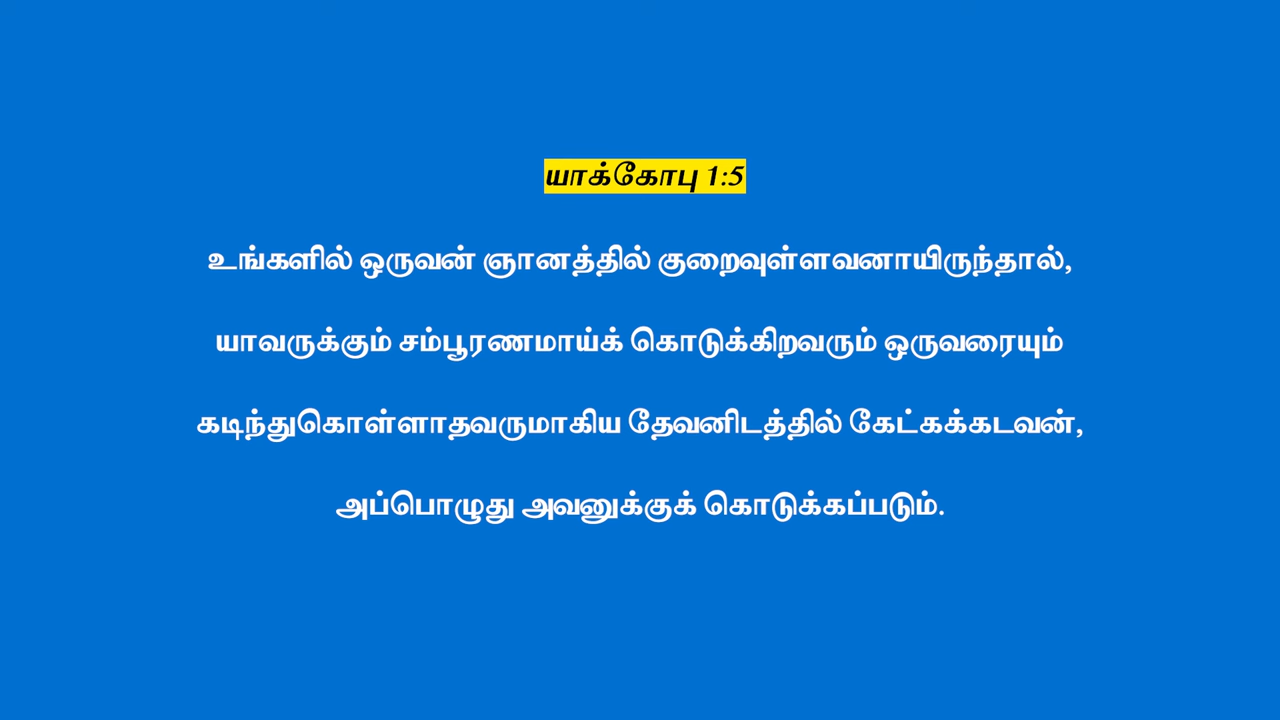 யாக்கோபு 1:5
உங்களில் ஒருவன் ஞானத்தில் குறைவுள்ளவனாயிருந்தால்,
யாவருக்கும் சம்பூரணமாய்க் கொடுக்கிறவரும் ஒருவரையும்
கடிந்துகொள்ளாதவருமாகிய தேவனிடத்தில் கேட்கக்கடவன்,
அப்பொழுது அவனுக்குக் கொடுக்கப்படும்.